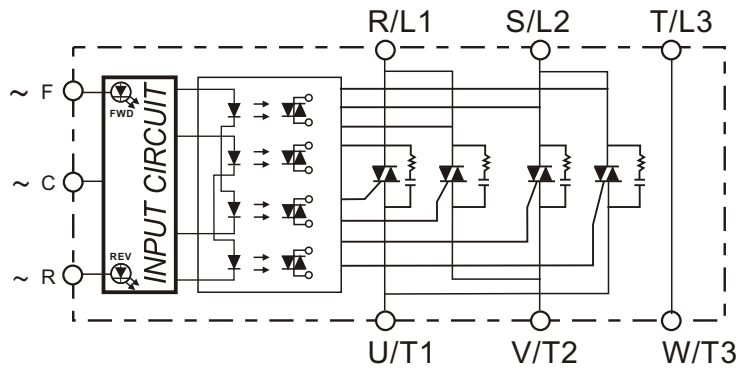 R/L1 S/L2 T/L3
~ F
FWD
~ C
INPUT CIRCUIT
REV
~ R
U/T1 V/T2 W/T3